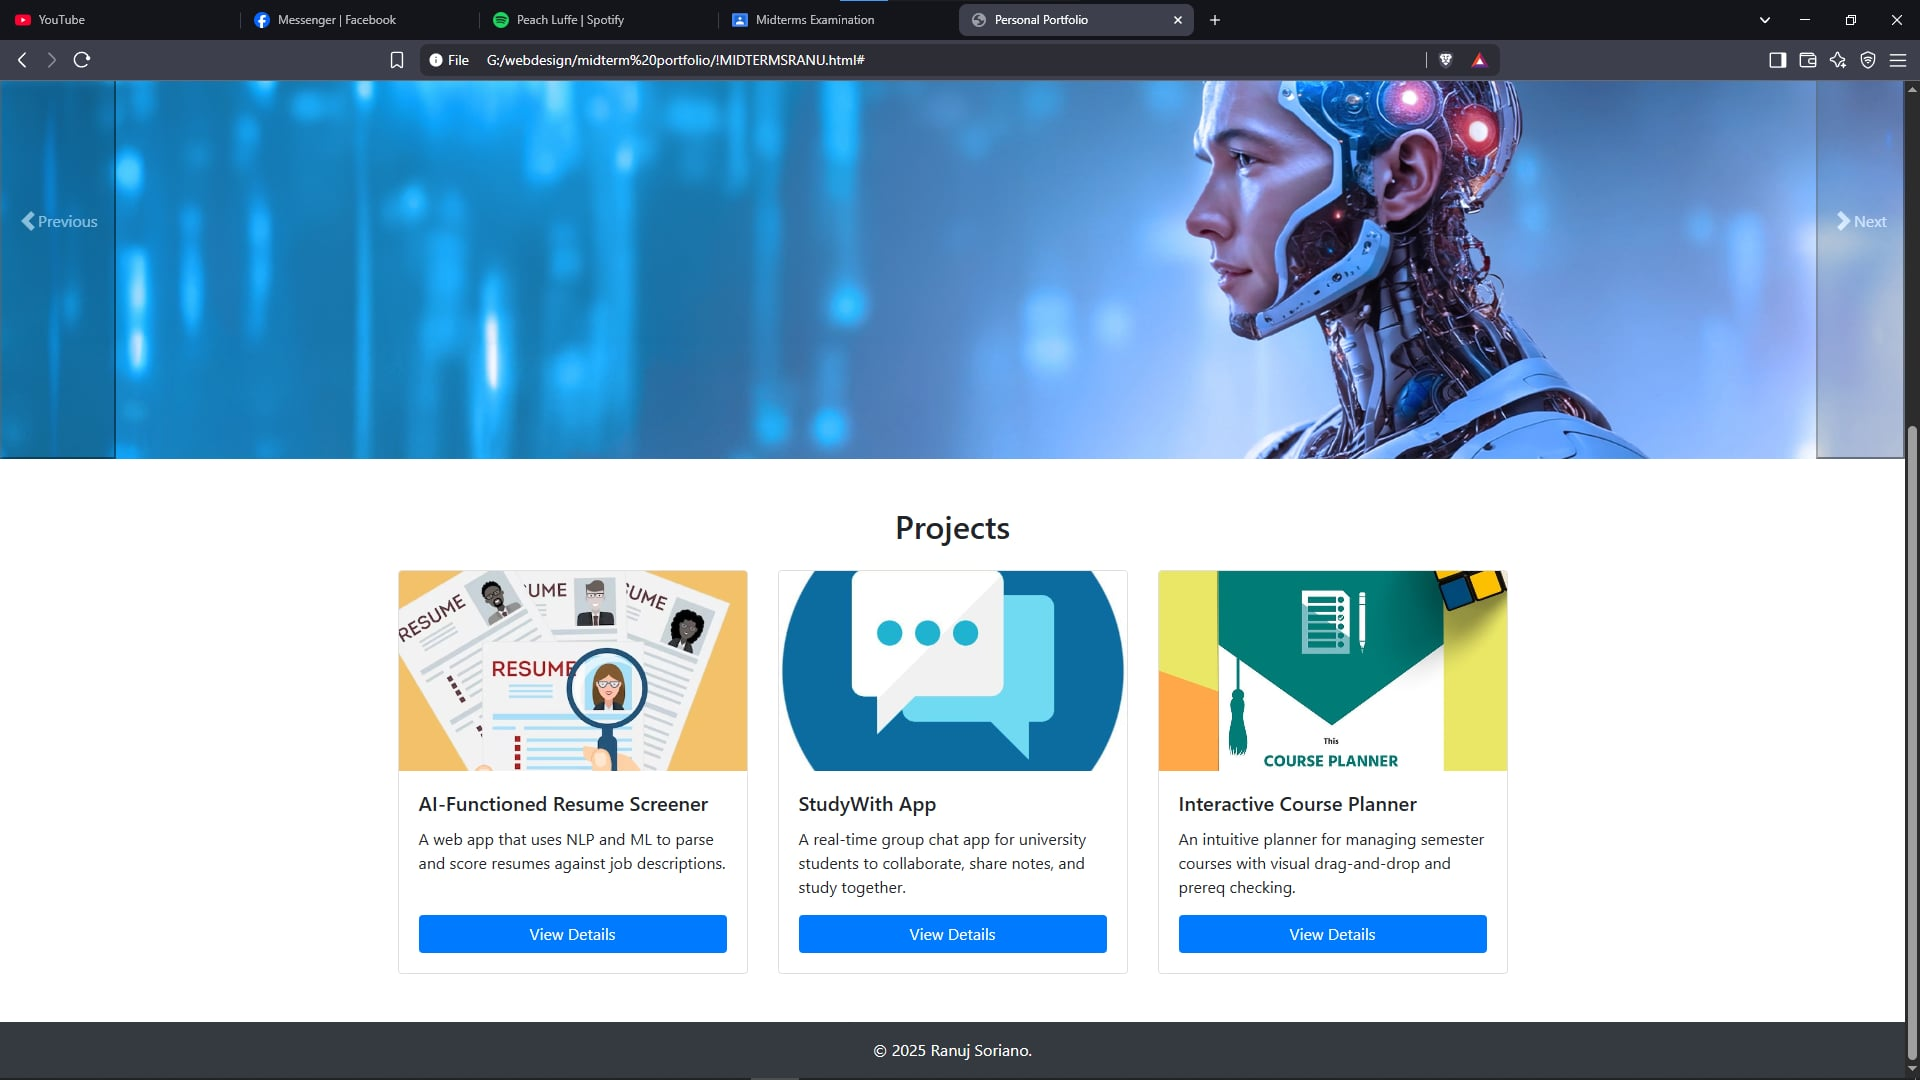 YouTube
Messenger | Facebook
Peach Luffe | Spotify
Midterms Examination
Personal Portfolio
File G:/webdesign/midterm%20portfolio/!MIDTERMSRANU.html#
Previous
Next
Projects
RESUME
UME
UME
RESUME
This
COURSE PLANNER
AI-Functioned Resume Screener
A web app that uses NLP and ML to parse
and score resumes against job descriptions.
View Details
StudyWith App
A real-time group chat app for university
students to collaborate, share notes, and
study together.
View Details
Interactive Course Planner
An intuitive planner for managing semester
courses with visual drag-and-drop and
prereq checking.
View Details
© 2025 Ranuj Soriano.